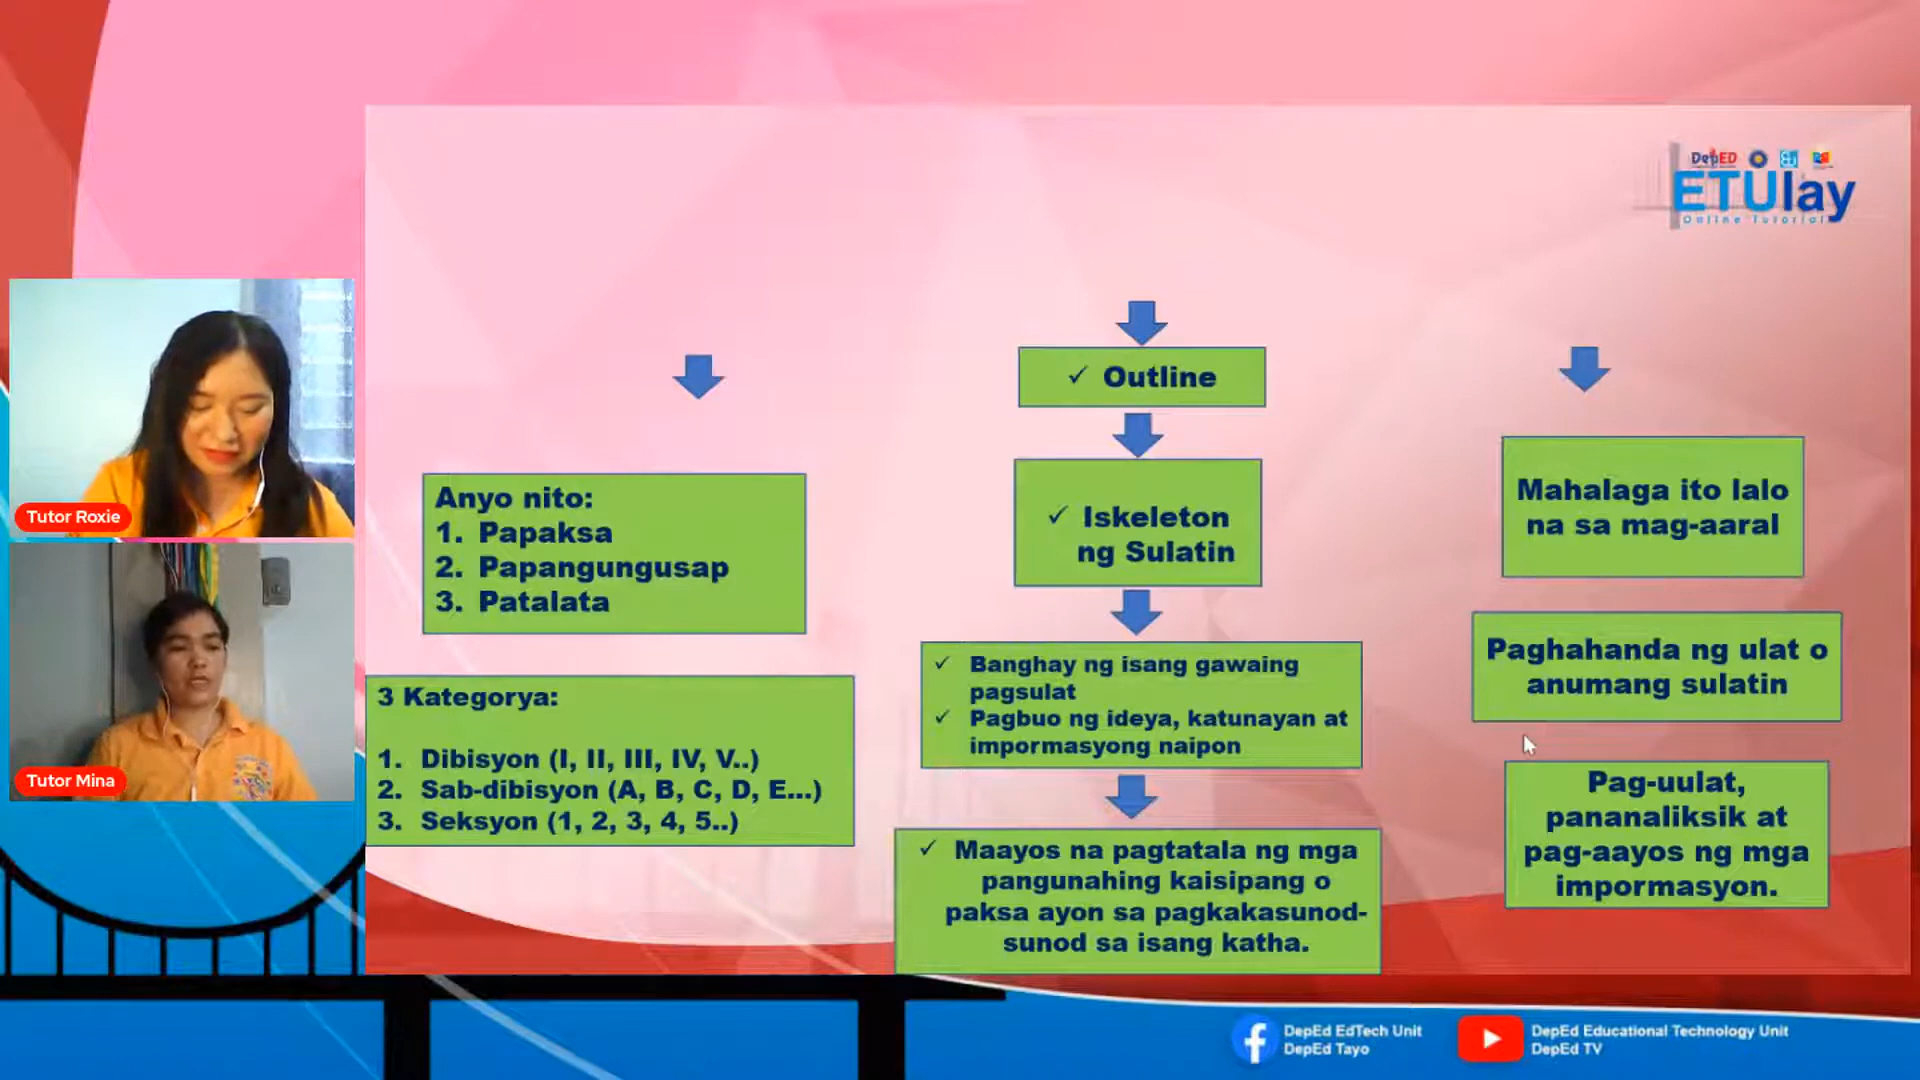 DepED
ETUlay
Online Tutorial
Outline
Iskeleton
ng Sulatin
Banghay ng isang gawaing
pagsulat
Pagbuo ng ideya, katunayan at
impormasyong naipon
Maayos na pagtatala ng mga
pangunahing kaisipang o
paksa ayon sa pagkakasunod-
sunod sa isang katha.
Anyo nito:
1. Papaksa
2. Papangungusap
3. Patalata
3 Kategorya:
1. Dibisyon (I, II, III, IV, V..)
2. Sab-dibisyon (A, B, C, D, E...)
3. Seksyon (1, 2, 3, 4, 5..)
Mahalaga ito lalo
na sa mag-aaral
Paghahanda ng ulat o
anumang sulatin
Pag-uulat,
pananaliksik at
pag-aayos ng mga
impormasyon.
Tutor Roxie
Tutor Mina
DepEd EdTech Unit
DepEd Tayo
DepEd Educational Technology Unit
DepEd TV